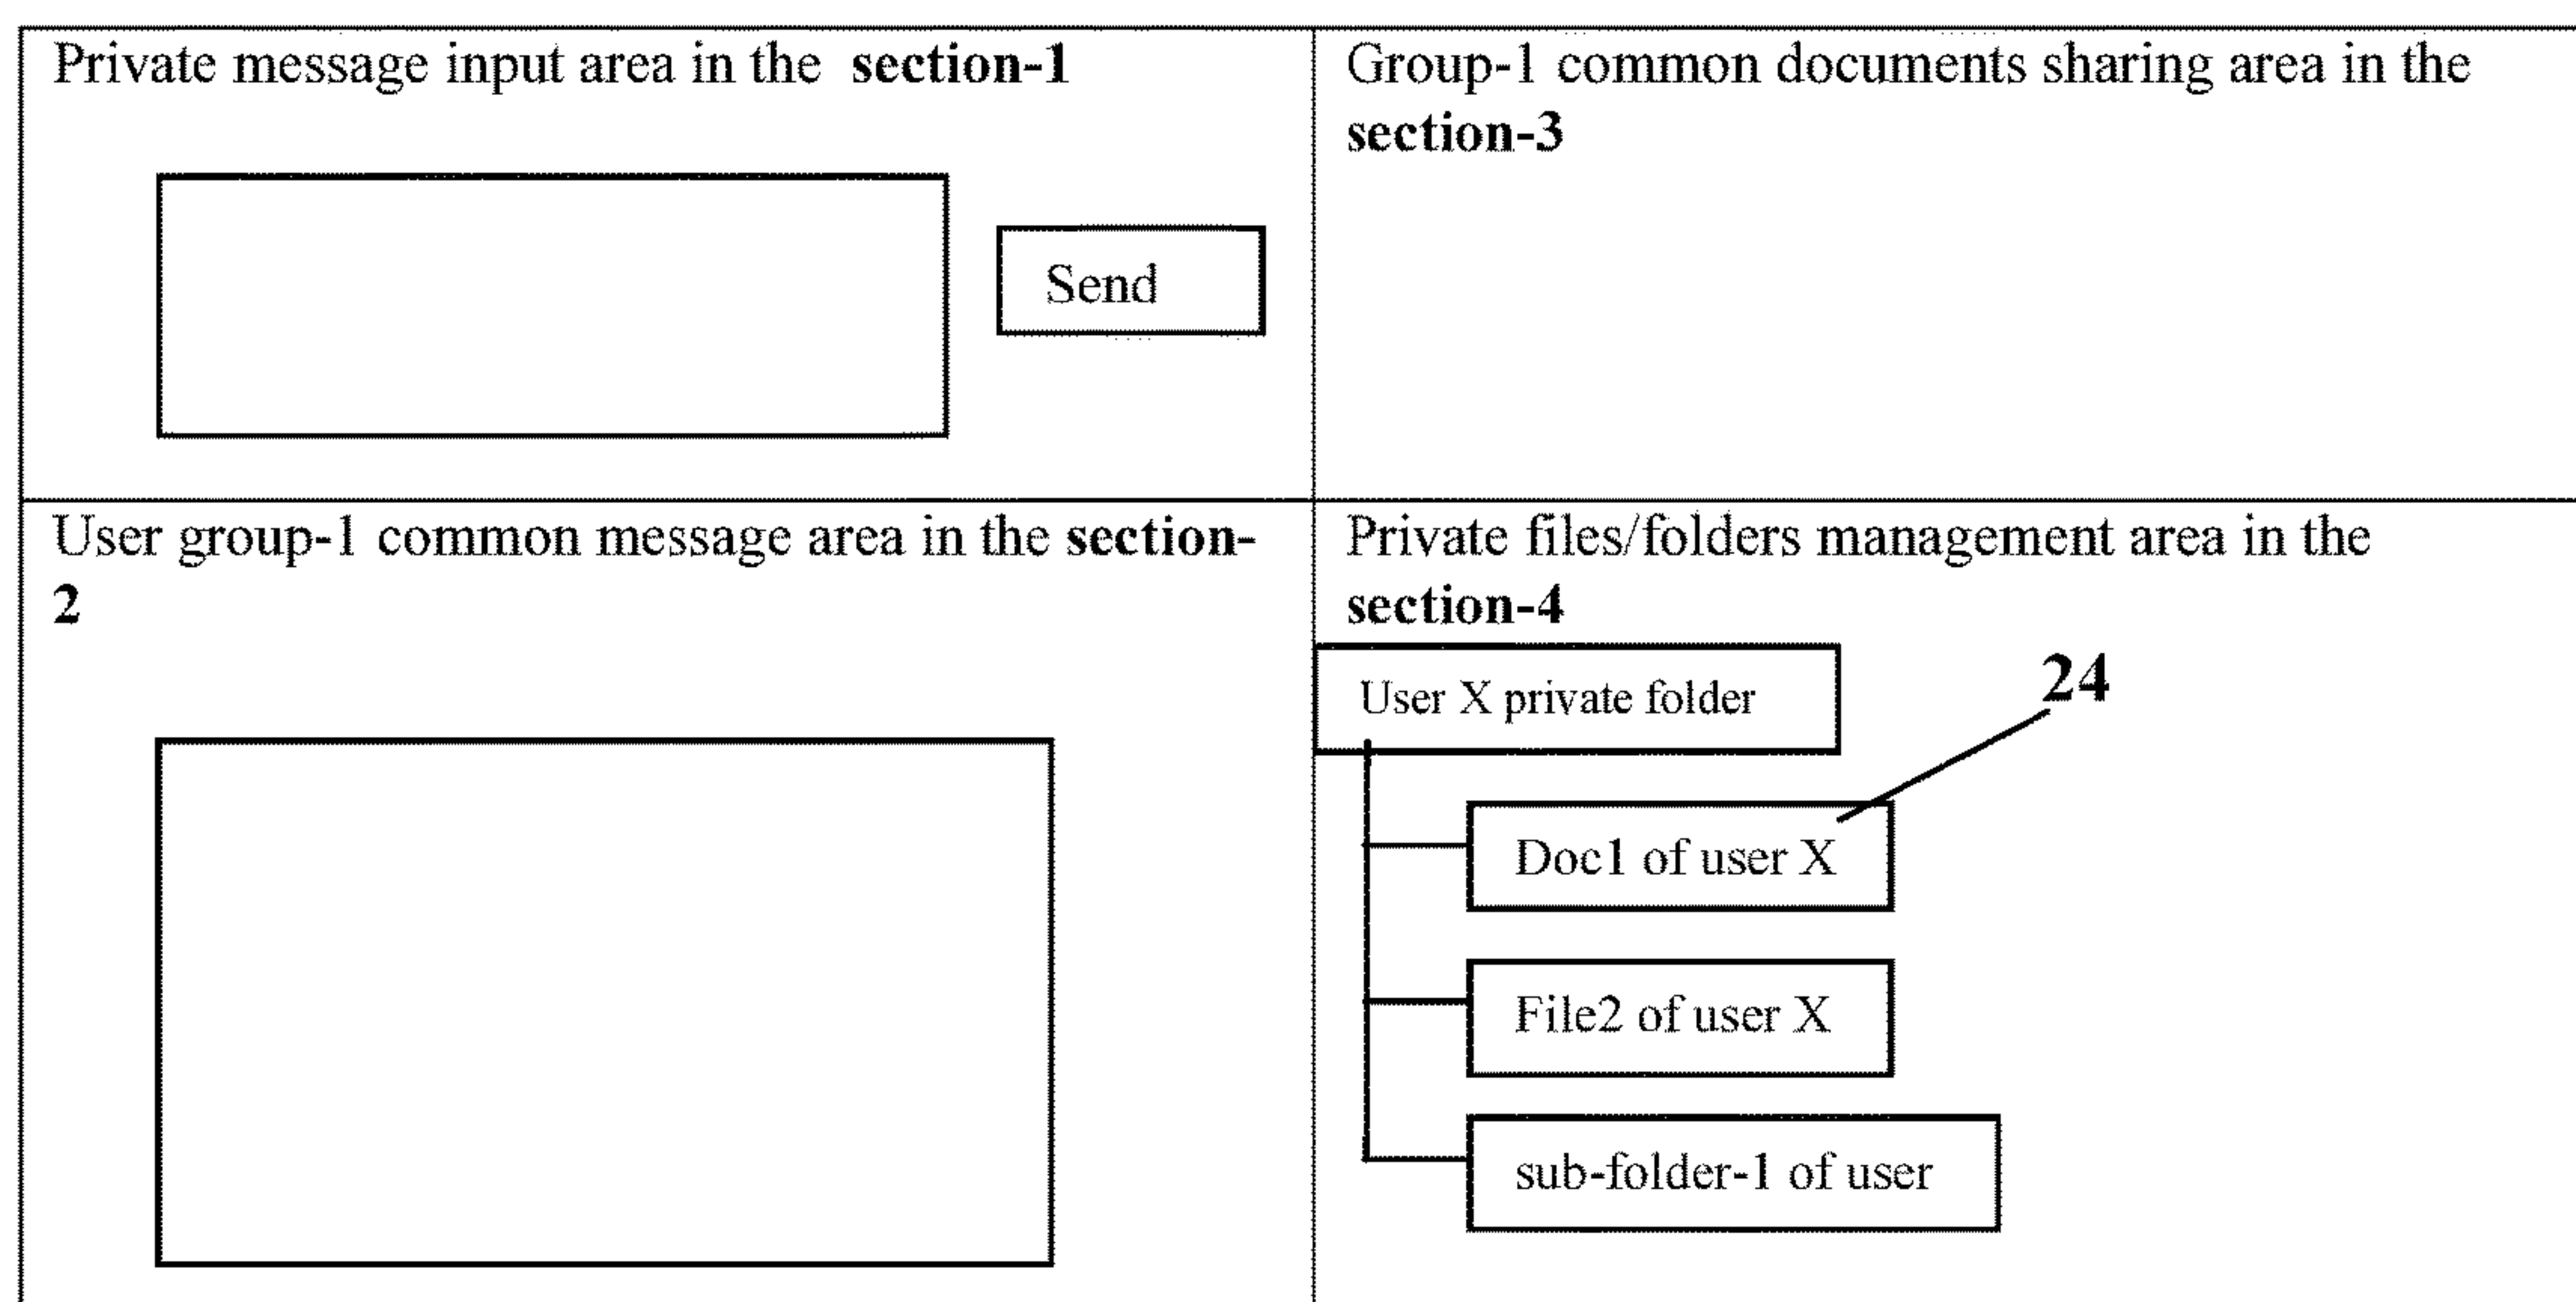 Private message input area in the section-1
Send
Group-1 common documents sharing area in the
section-3
User group-1 common message area in the section-
2
Private files/folders management area in the
section-4
User X private folder
24
Doc1 of user X
File2 of user X
sub-folder-1 of user